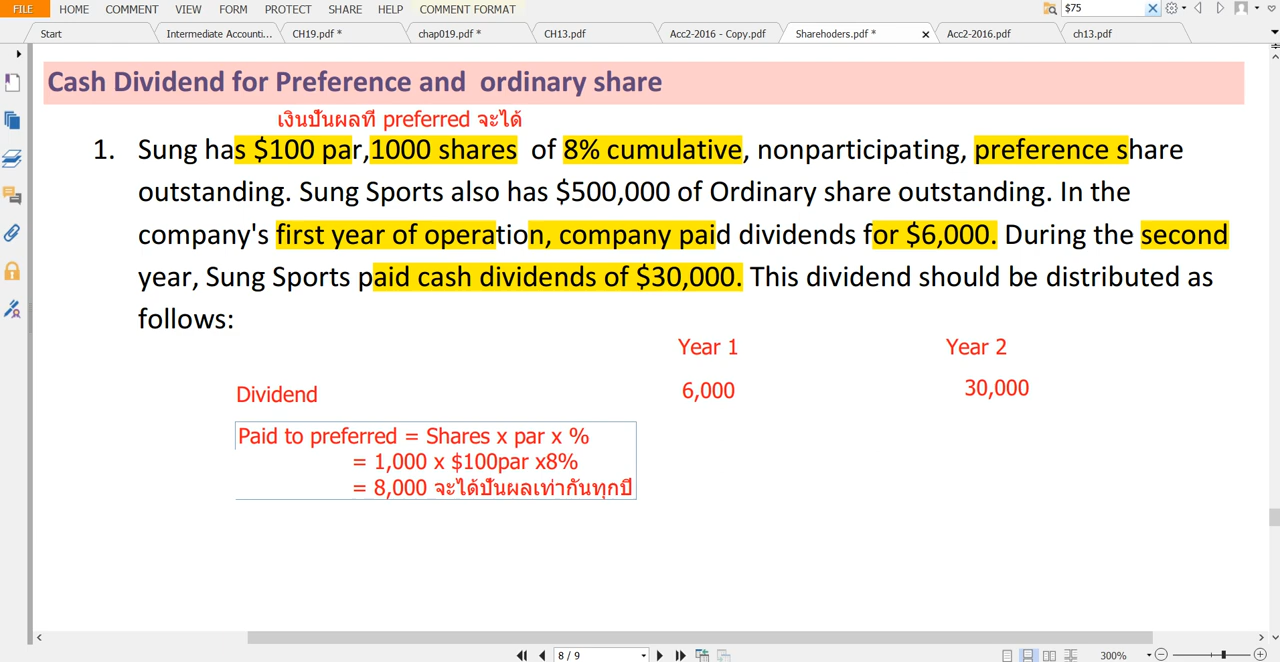 FILE HOME COMMENT VIEW FORM PROTECT SHARE HELP COMMENT FORMAT $75
Start Intermediate Accounti... CH19.pdf * chap019.pdf * CH13.pdf Acc2-2016 - Copy.pdf Shareholders.pdf * Acc2-2016.pdf ch13.pdf
Cash Dividend for Preference and ordinary share
เงินปันผลที่ preferred จะได้
1. Sung has $100 par,1000 shares of 8% cumulative, nonparticipating, preference share
outstanding. Sung Sports also has $500,000 of Ordinary share outstanding. In the
company's first year of operation, company paid dividends for $6,000. During the second
year, Sung Sports paid cash dividends of $30,000. This dividend should be distributed as
follows:
Year 1 Year 2
Dividend 6,000 30,000
Paid to preferred = Shares x par x %
= 1,000 x $100par x8%
= 8,000 จะได้ปันผลเท่ากันทุกปี
8 / 9 300%